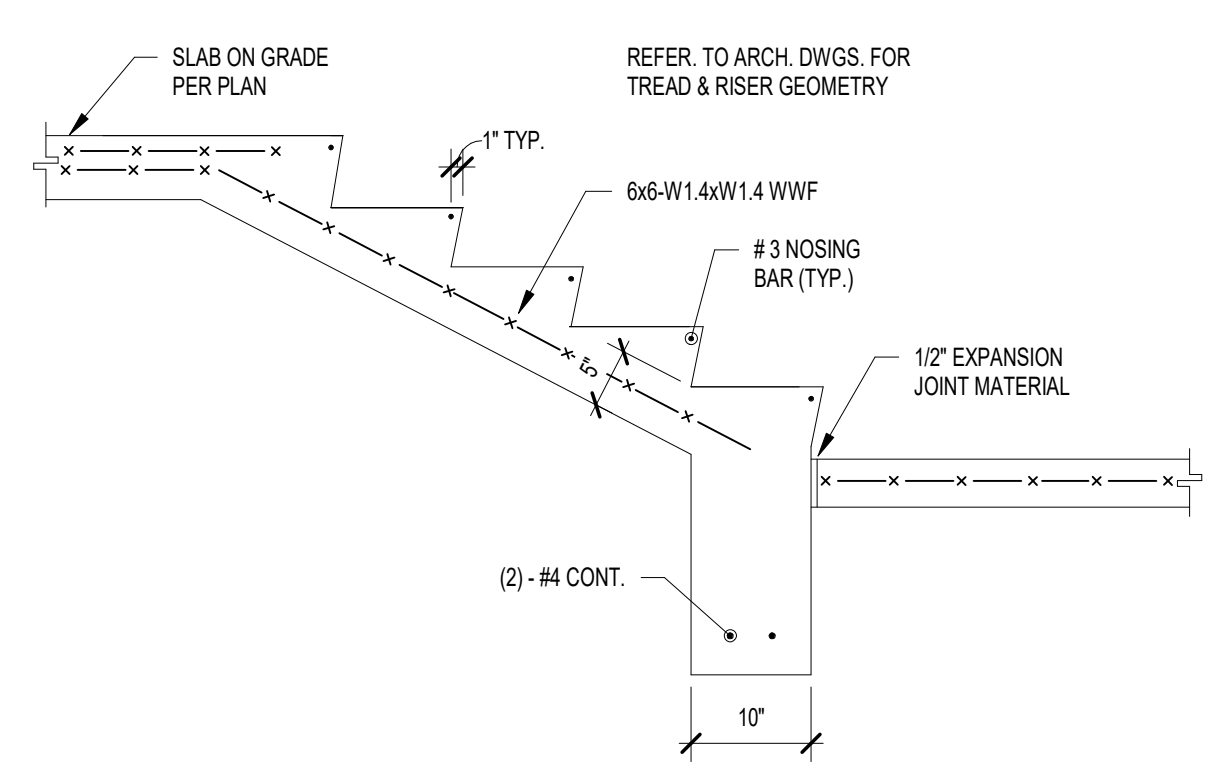 SLAB ON GRADE
PER PLAN
REFER. TO ARCH. DWGS. FOR
TREAD & RISER GEOMETRY
1" TYP.
6x6-W1.4xW1.4 WWF
# 3 NOSING
BAR (TYP.)
1/2" EXPANSION
JOINT MATERIAL
5"
(2) - #4 CONT.
10"